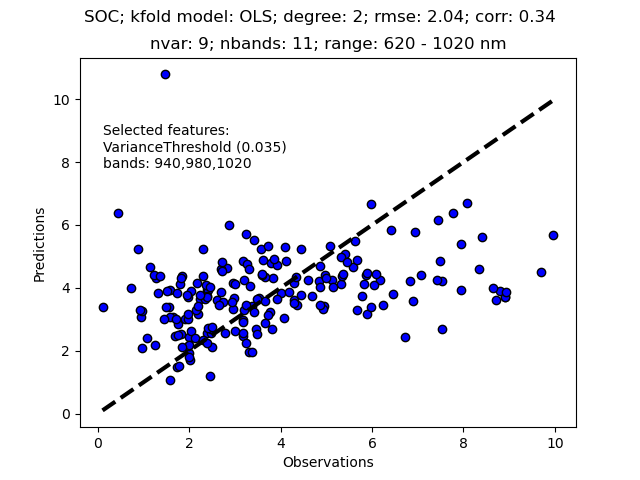 SOC; kfold model: OLS; degree: 2; rmse: 2.04; corr: 0.34
nvar: 9; nbands: 11; range: 620 - 1020 nm
10
Selected features:
VarianceThreshold (0.035)
bands: 940,980,1020
8
6
4
2
0
Predictions
0 2 4 6 8 10
Observations